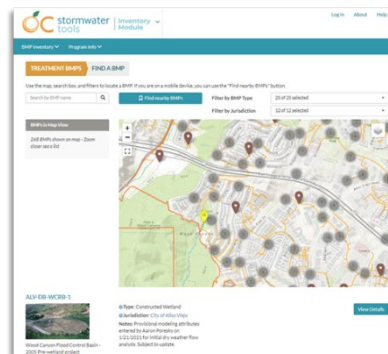 Log In About Help
OC stormwater tools Inventory Module
BMP Inventory Program Info
TREATMENT BMPS FIND A BMP
Use the map, search box, and filters to locate a BMP. If you are on a mobile device, you can use the "Find nearby BMPs" button.
Search by BMP name
Find nearby BMPs
Filter by BMP Type 25 of 25 selected
Filter by Jurisdiction 12 of 12 selected
BMPs in Map View
268 BMPs shown on map - Zoom
closer see a list
ALV-DB-WCEB-1
Wood Canyon Flood Control Basin -
2005 Pre-wetland project
Type: Constructed Wetland
Jurisdiction: City of Aliso Viejo
Notes: Provisional modeling attributes
entered by Aaron Poresky on
1/21/2021 for initial dry weather flow
analysis. Subject to update.
View Details